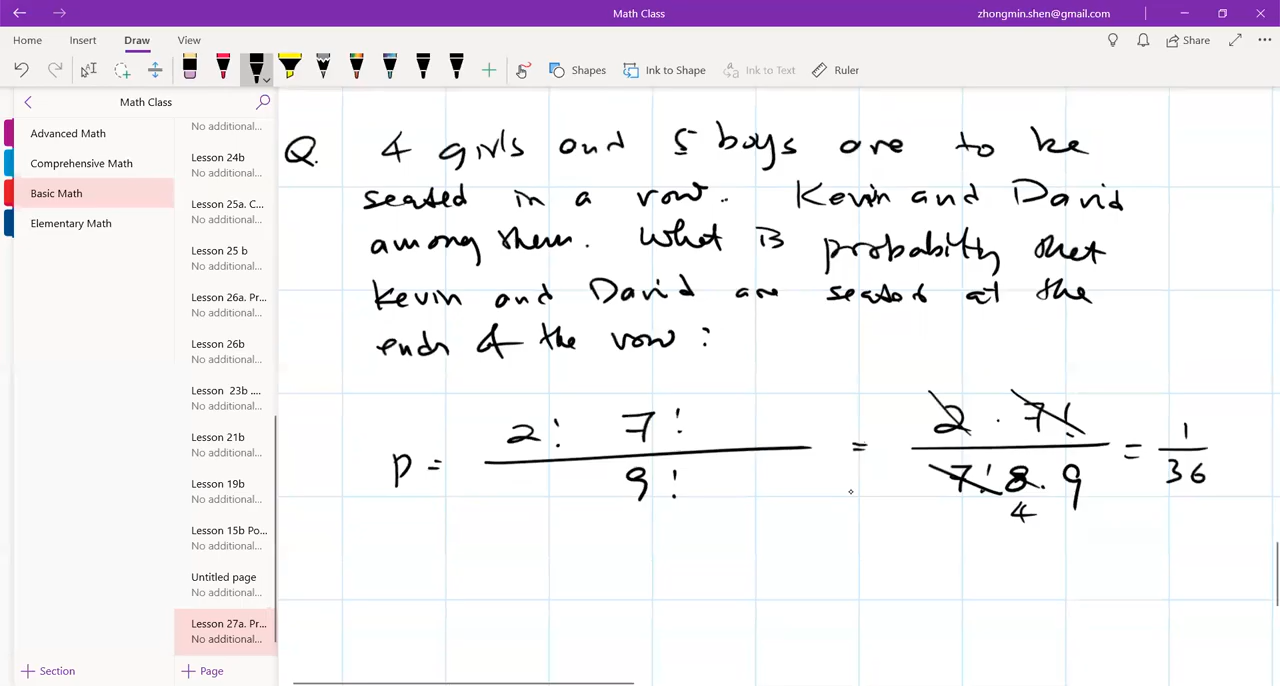 Math Class
zhongmin.shen@gmail.com
Home Insert Draw View
Share
Shapes
Ink to Shape
Ink to Text
Ruler
Math Class
Advanced Math
Comprehensive Math
Basic Math
Elementary Math
No additional...
Lesson 24b
No additional...
Lesson 25a. C...
No additional...
Lesson 25 b
No additional...
Lesson 26a. Pr...
No additional...
Lesson 26b
No additional...
Lesson 23b ....
No additional...
Lesson 21b
No additional...
Lesson 19b
No additional...
Lesson 15b Po...
No additional...
Untitled page
No additional...
Lesson 27a. Pr...
No additional...
Section
Page
Q. 4 girls and 5 boys are to be
seated in a row. Kevin and David
among them. What is probability that
Kevin and David are seated at the
ends of the row:
P = 2! 7! / 9! = 2 · 7! / 7! 8 · 9 = 1 / 36
4